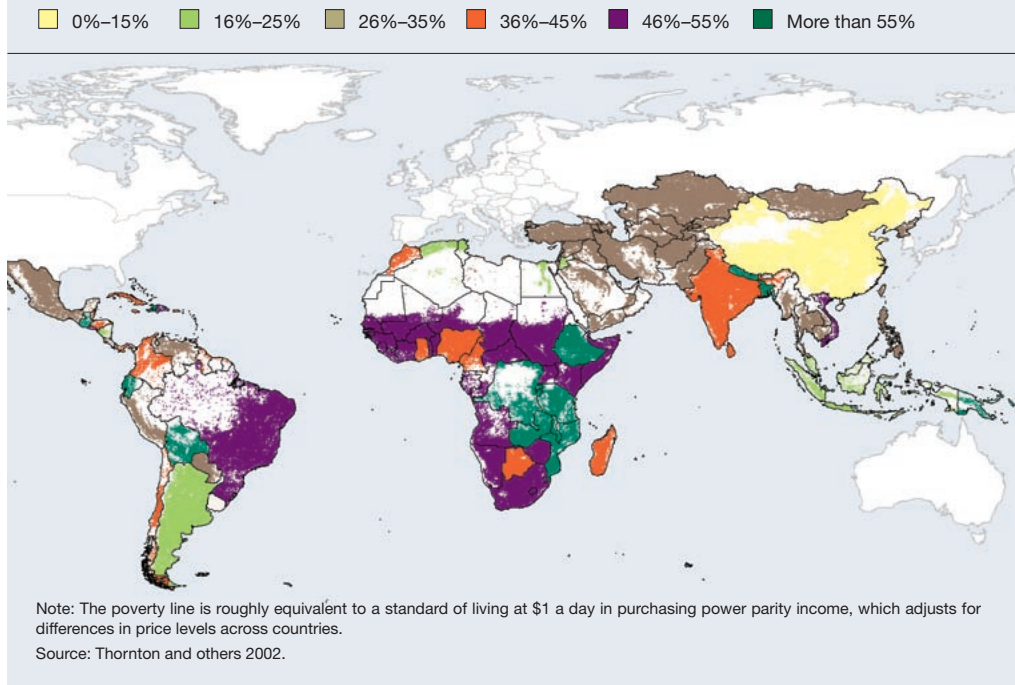 0%–15% 16%–25% 26%–35% 36%–45% 46%–55% More than 55%
Note: The poverty line is roughly equivalent to a standard of living at $1 a day in purchasing power parity income, which adjusts for
differences in price levels across countries.
Source: Thornton and others 2002.